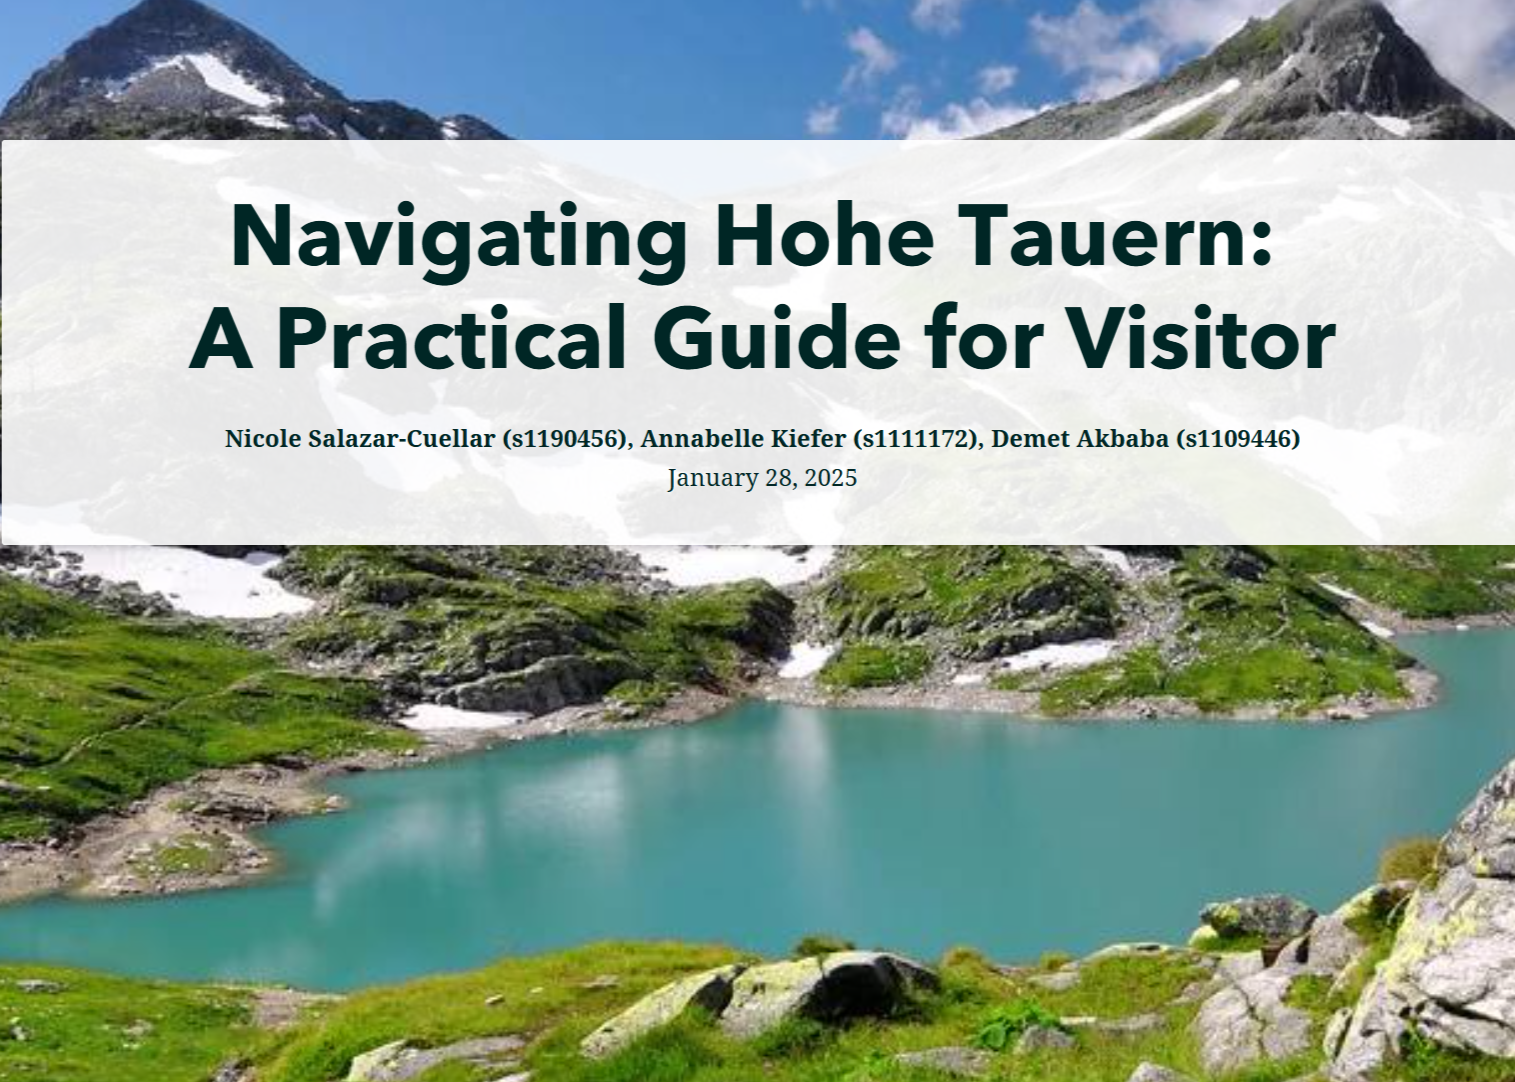 Navigating Hohe Tauern:
A Practical Guide for Visitor
Nicole Salazar-Cuellar (s1190456), Annabelle Kiefer (s1111172), Demet Akbaba (s1109446)
January 28, 2025